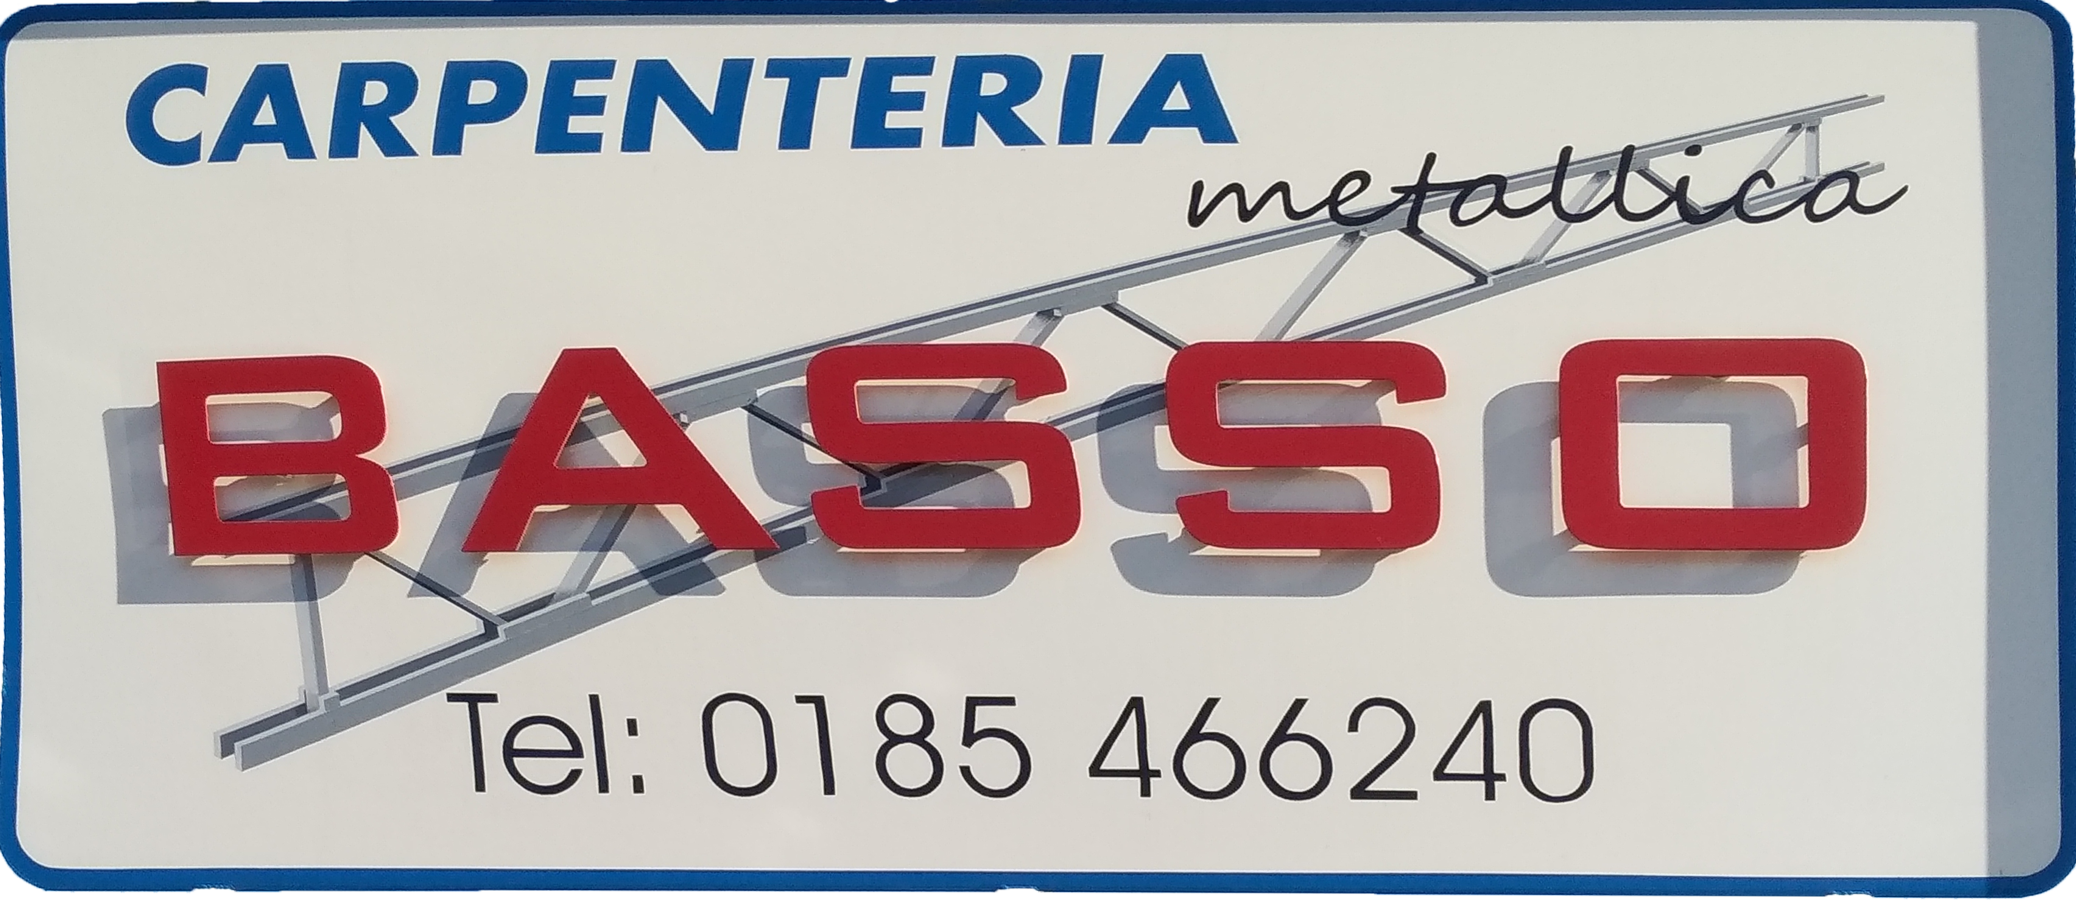 CARPENTERIA
metallica
BASSO
Tel: 0185 466240